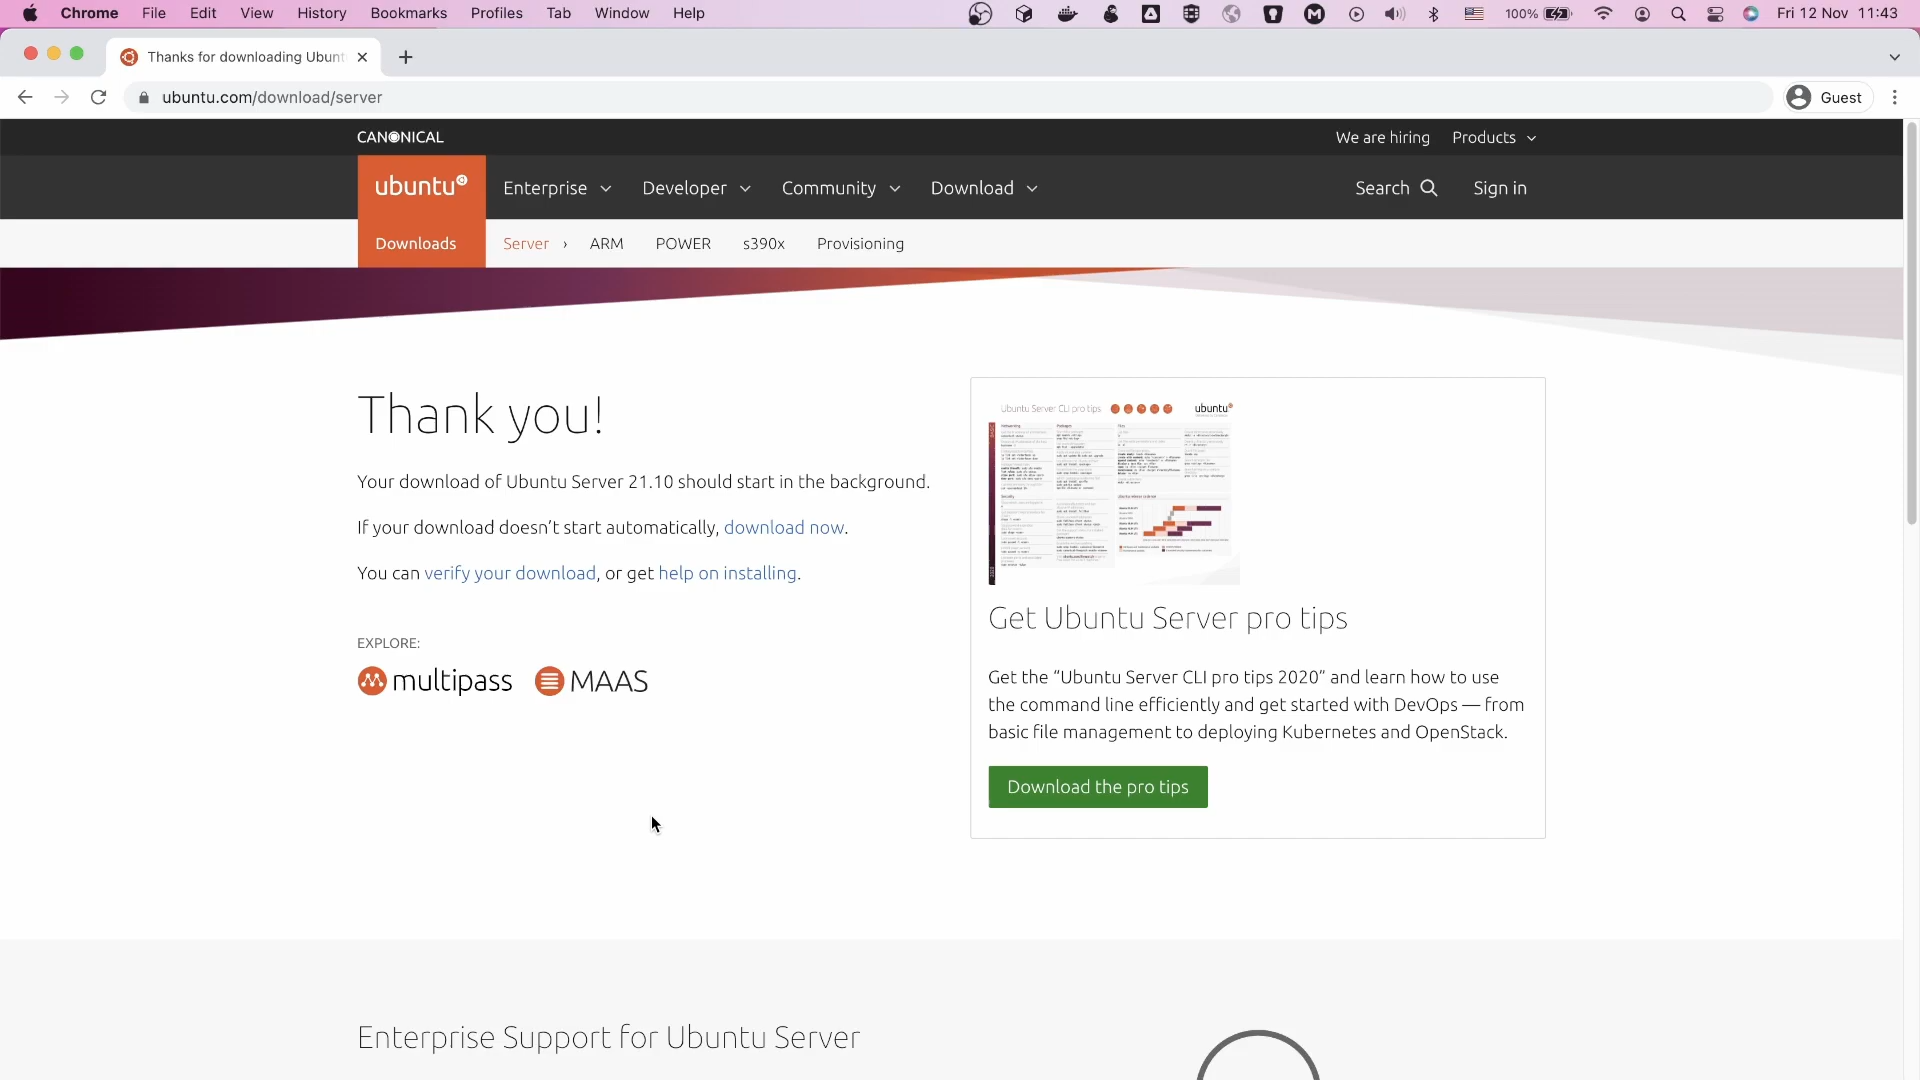 Chrome File Edit View History Bookmarks Profiles Tab Window Help 100% Fri 12 Nov 11:43
Thanks for downloading Ubunt
ubuntu.com/download/server Guest
CANONICAL We are hiring Products
ubuntu Enterprise Developer Community Download Search Sign in
Downloads Server › ARM POWER s390x Provisioning
Thank you!
Your download of Ubuntu Server 21.10 should start in the background.
If your download doesn’t start automatically, download now.
You can verify your download, or get help on installing.
EXPLORE:
multipass MAAS
Ubuntu Server CLI pro tips ubuntu
Get Ubuntu Server pro tips
Get the “Ubuntu Server CLI pro tips 2020” and learn how to use
the command line efficiently and get started with DevOps — from
basic file management to deploying Kubernetes and OpenStack.
Download the pro tips
Enterprise Support for Ubuntu Server